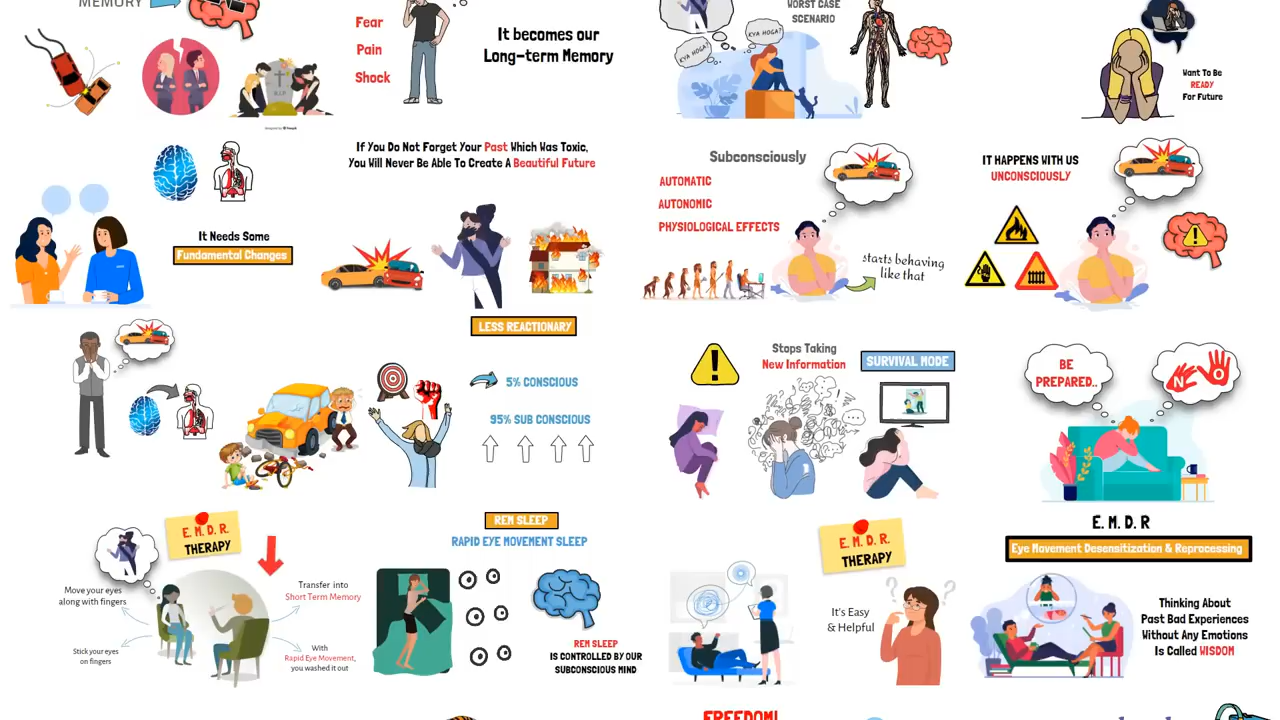 MEMORY
Fear
Pain
Shock
It becomes our
Long-term Memory
R.I.P
WORST CASE
SCENARIO
KYA HOGA?
KYA HOGA?
Want To Be
READY
For Future
If You Do Not Forget Your Past Which Was Toxic,
You Will Never Be Able To Create A Beautiful Future
It Needs Some
Fundamental Changes
Subconsciously
AUTOMATIC
AUTONOMIC
PHYSIOLOGICAL EFFECTS
starts behaving
like that
IT HAPPENS WITH US
UNCONSCIOUSLY
LESS REACTIONARY
5% CONSCIOUS
95% SUB CONSCIOUS
Stops Taking
New Information
SURVIVAL MODE
BE
PREPARED..
NO
E. M. D. R.
THERAPY
Move your eyes
along with fingers
Stick your eyes
on fingers
Transfer into
Short Term Memory
With
Rapid Eye Movement,
you washed it out
REM SLEEP
RAPID EYE MOVEMENT SLEEP
REM SLEEP
IS CONTROLLED BY OUR
SUBCONSCIOUS MIND
E. M. D. R.
THERAPY
It's Easy
& Helpful
E. M. D. R
Eye Movement Desensitization & Reprocessing
Thinking About
Past Bad Experiences
Without Any Emotions
Is Called WISDOM
FREEDOM!